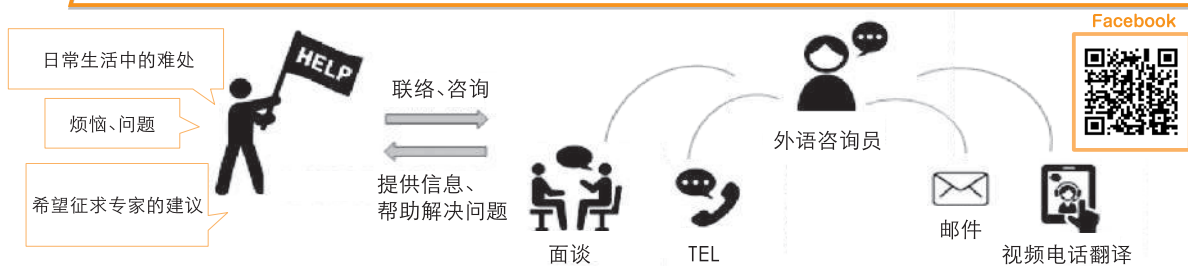 Facebook
日常生活中的难处
HELP
烦恼、问题
联络、咨询
外语咨询员
希望征求专家的建议
提供信息、
帮助解决问题
面谈
TEL
邮件
视频电话翻译